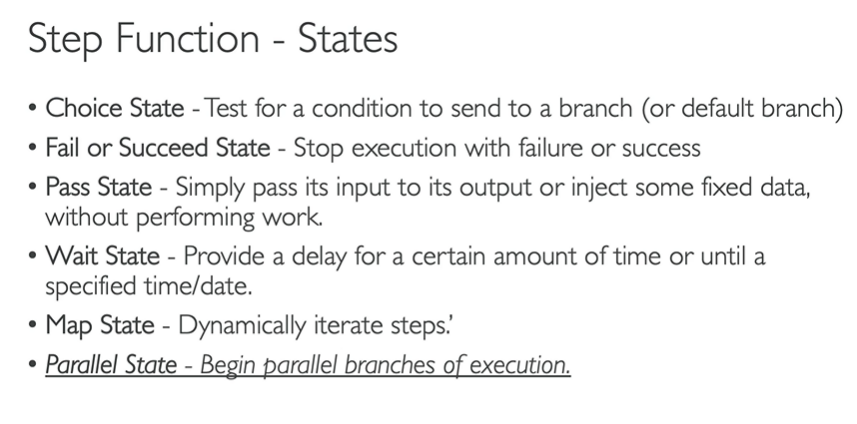 Step Function - States
• Choice State - Test for a condition to send to a branch (or default branch)
• Fail or Succeed State - Stop execution with failure or success
• Pass State - Simply pass its input to its output or inject some fixed data,
without performing work.
• Wait State - Provide a delay for a certain amount of time or until a
specified time/date.
• Map State - Dynamically iterate steps.’
• Parallel State - Begin parallel branches of execution.